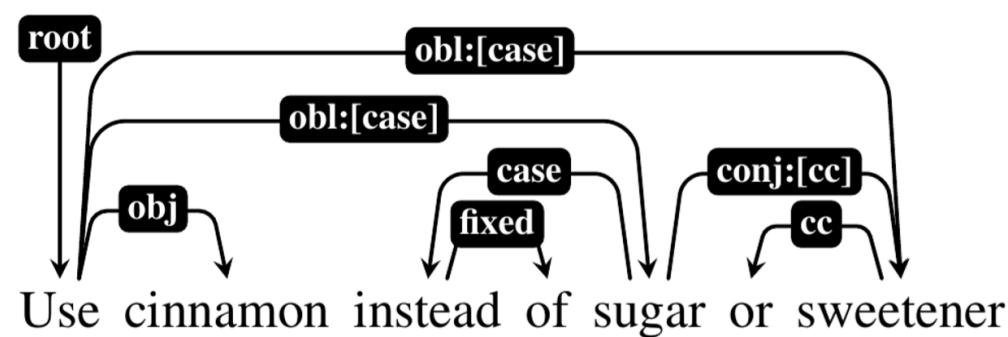 root
obl:[case]
obl:[case]
case
conj:[cc]
obj
fixed
cc
Use cinnamon instead of sugar or sweetener